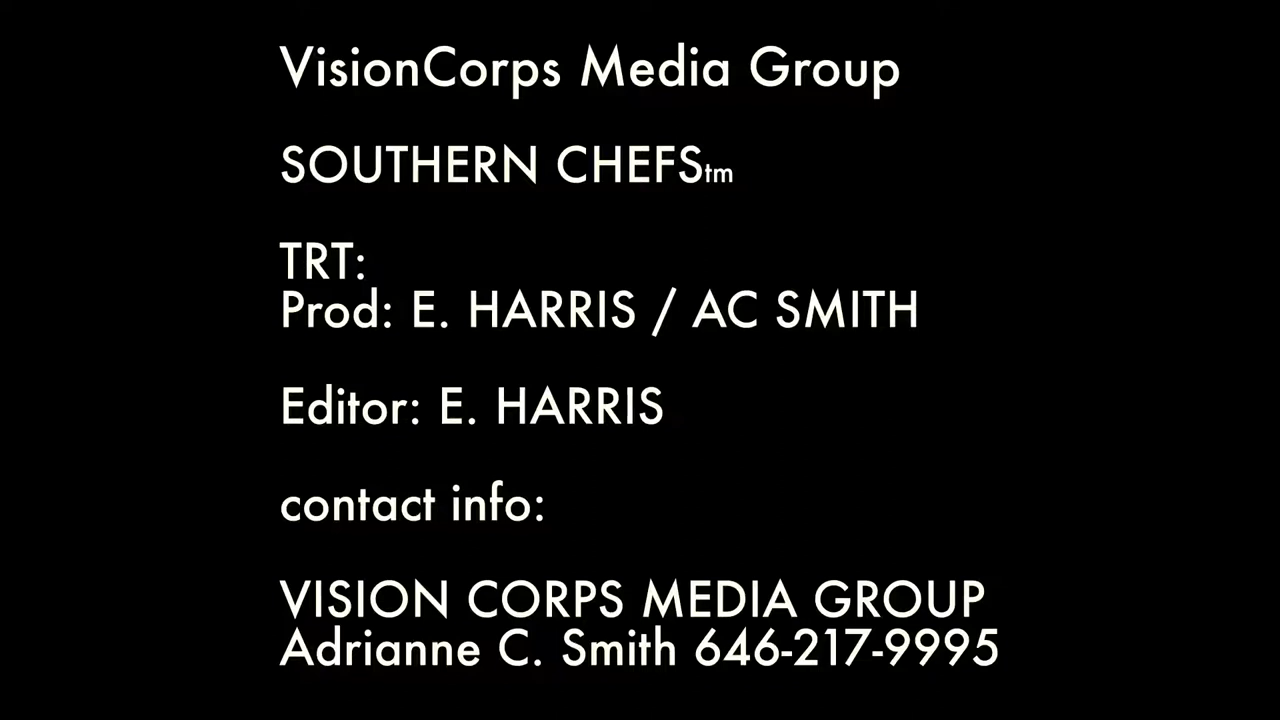 VisionCorps Media Group
SOUTHERN CHEFStm
TRT:
Prod: E. HARRIS / AC SMITH
Editor: E. HARRIS
contact info:
VISION CORPS MEDIA GROUP
Adrianne C. Smith 646-217-9995